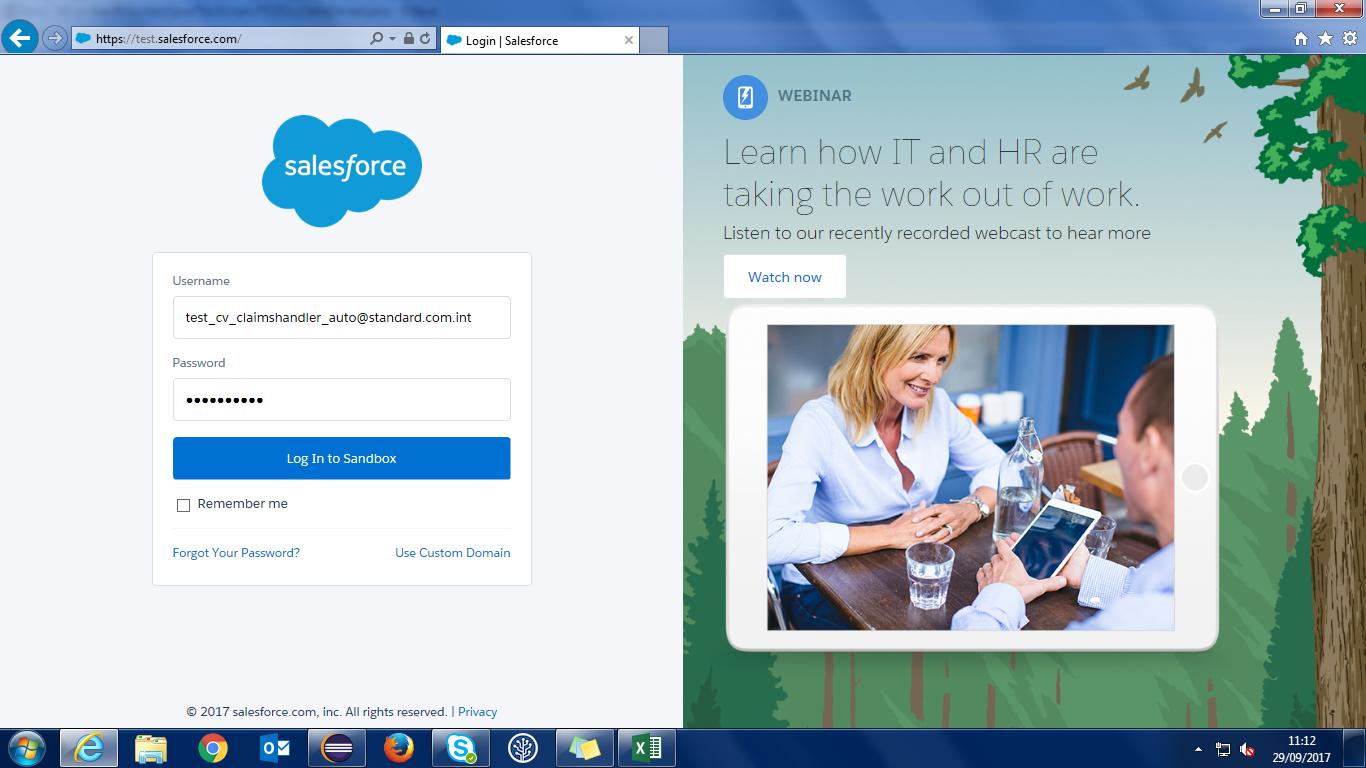 https://test.salesforce.com/
Login | Salesforce
salesforce
Username
test_cv_claimshandler_auto@standard.com.int
Password
Log In to Sandbox
Remember me
Forgot Your Password?
Use Custom Domain
© 2017 salesforce.com, inc. All rights reserved. | Privacy
WEBINAR
Learn how IT and HR are
taking the work out of work.
Listen to our recently recorded webcast to hear more
Watch now
11:12
29/09/2017